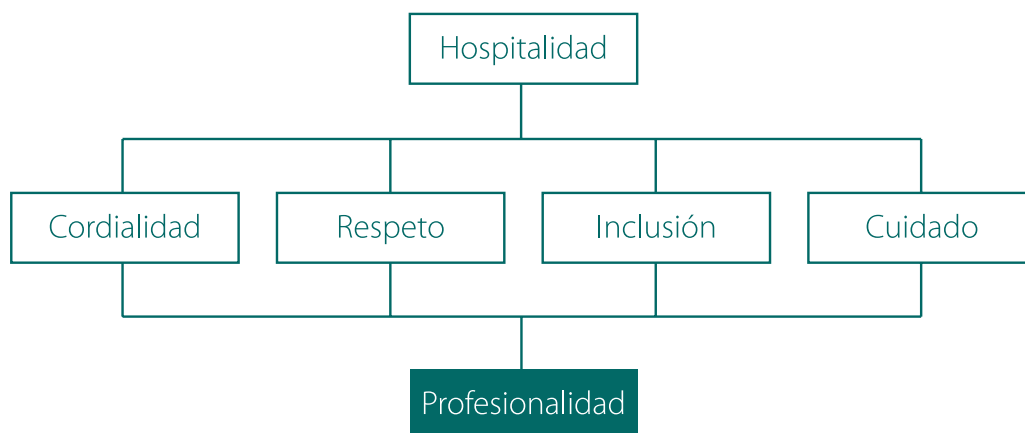 Hospitalidad
Cordialidad
Respeto
Inclusión
Cuidado
Profesionalidad